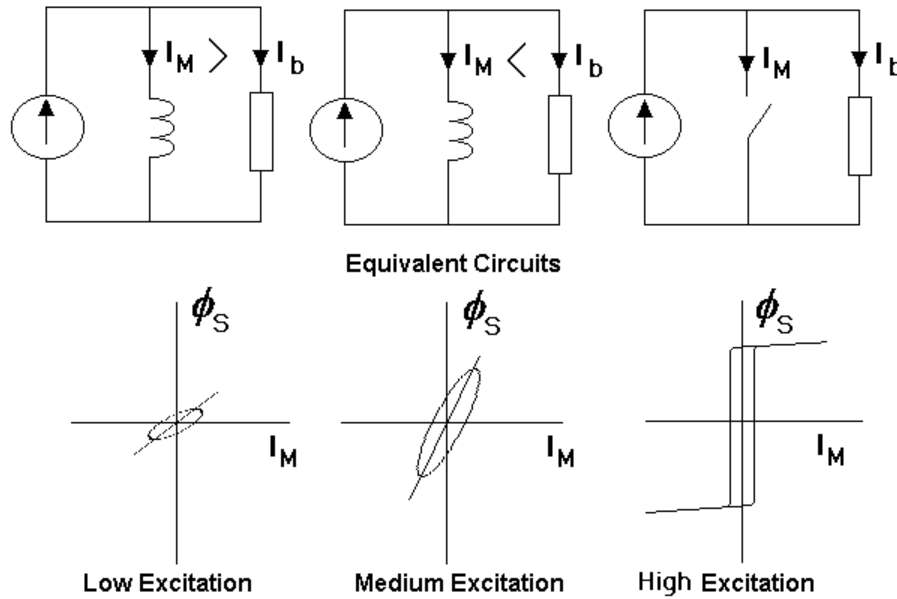 I_M > I_b I_M < I_b I_M I_b
Equivalent Circuits
ϕ_S ϕ_S ϕ_S
I_M I_M I_M
Low Excitation Medium Excitation High Excitation